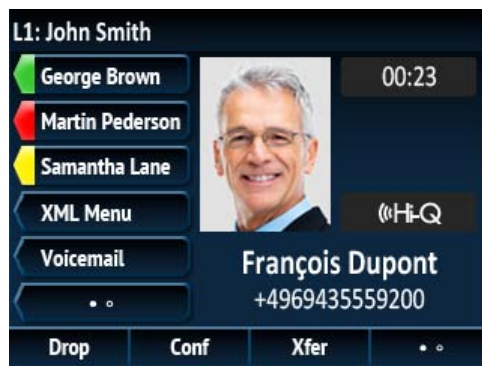 L1: John Smith
George Brown
00:23
Martin Pederson
Samantha Lane
XML Menu
Hi-Q
Voicemail
François Dupont
+4969435559200
Drop Conf Xfer